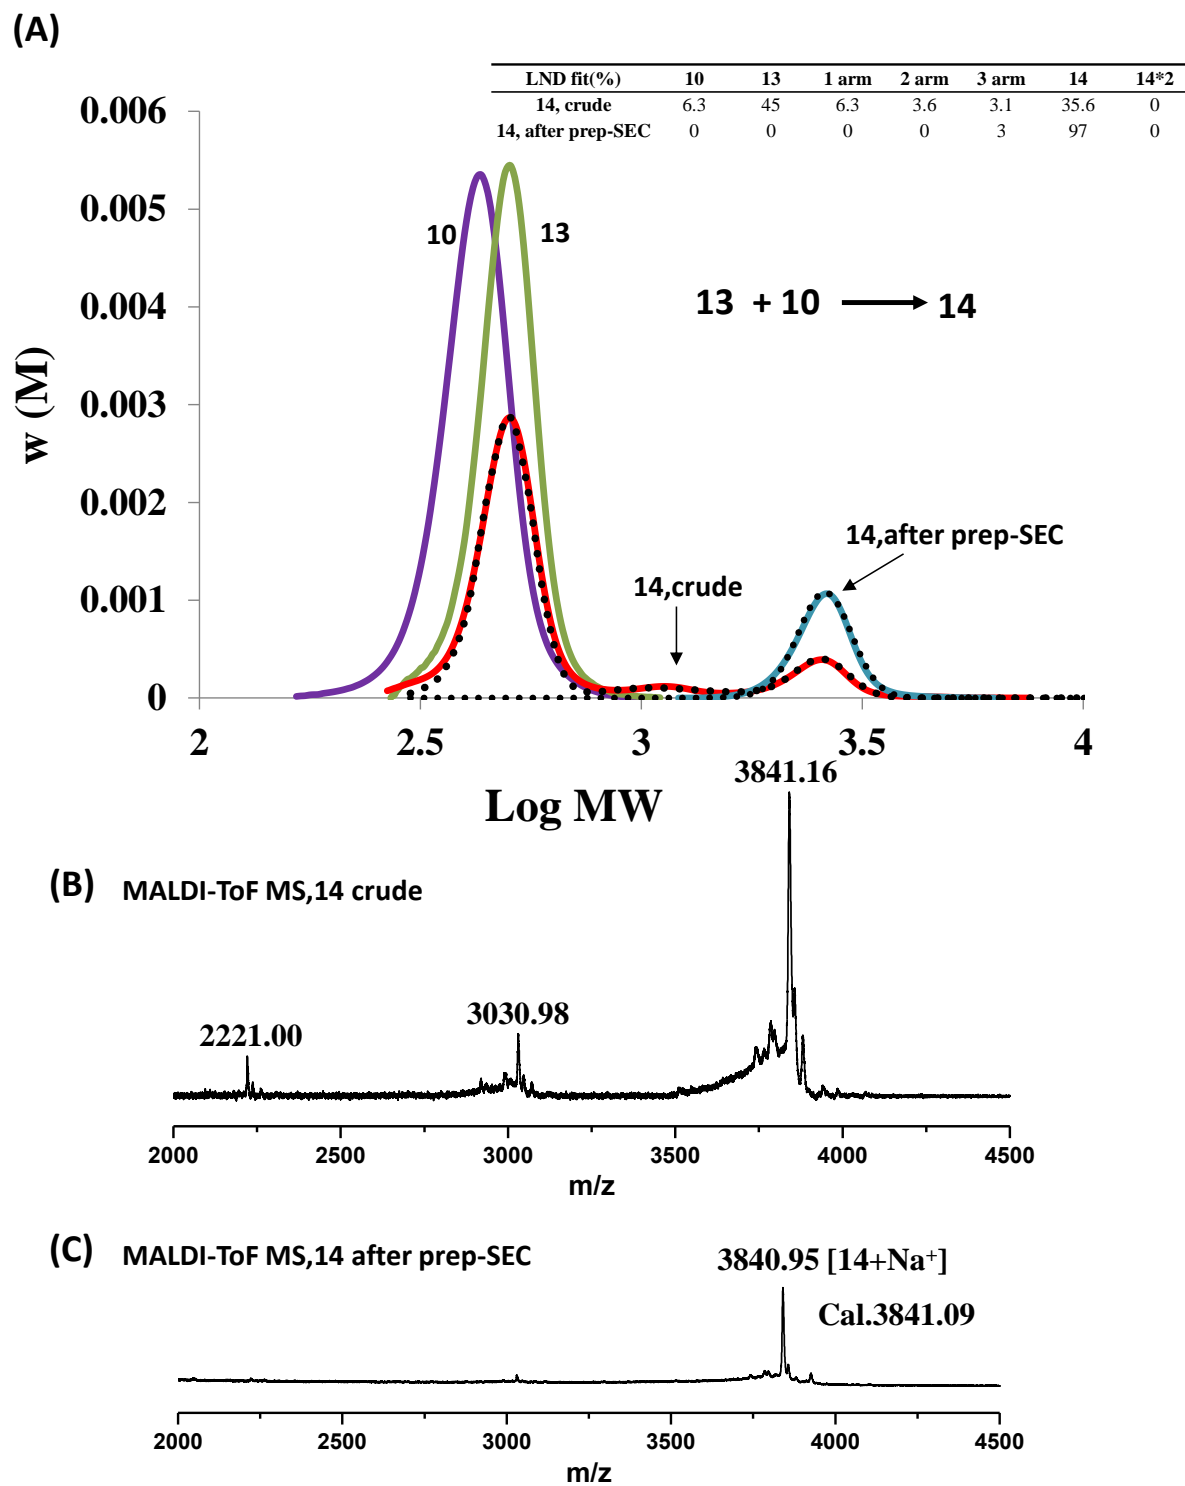 (A)
LND fit(%) 10 13 1 arm 2 arm 3 arm 14 14*2
14, crude 6.3 45 6.3 3.6 3.1 35.6 0
14, after prep-SEC 0 0 0 0 3 97 0
0.006
0.005
0.004
0.003
0.002
0.001
0
w (M)
10
13
13 + 10 14
14,after prep-SEC
14,crude
2 2.5 3 3.5 4
Log MW
3841.16
(B) MALDI-ToF MS,14 crude
3030.98
2221.00
2000 2500 3000 3500 4000 4500
m/z
(C) MALDI-ToF MS,14 after prep-SEC
3840.95 [14+Na⁺]
Cal.3841.09
2000 2500 3000 3500 4000 4500
m/z